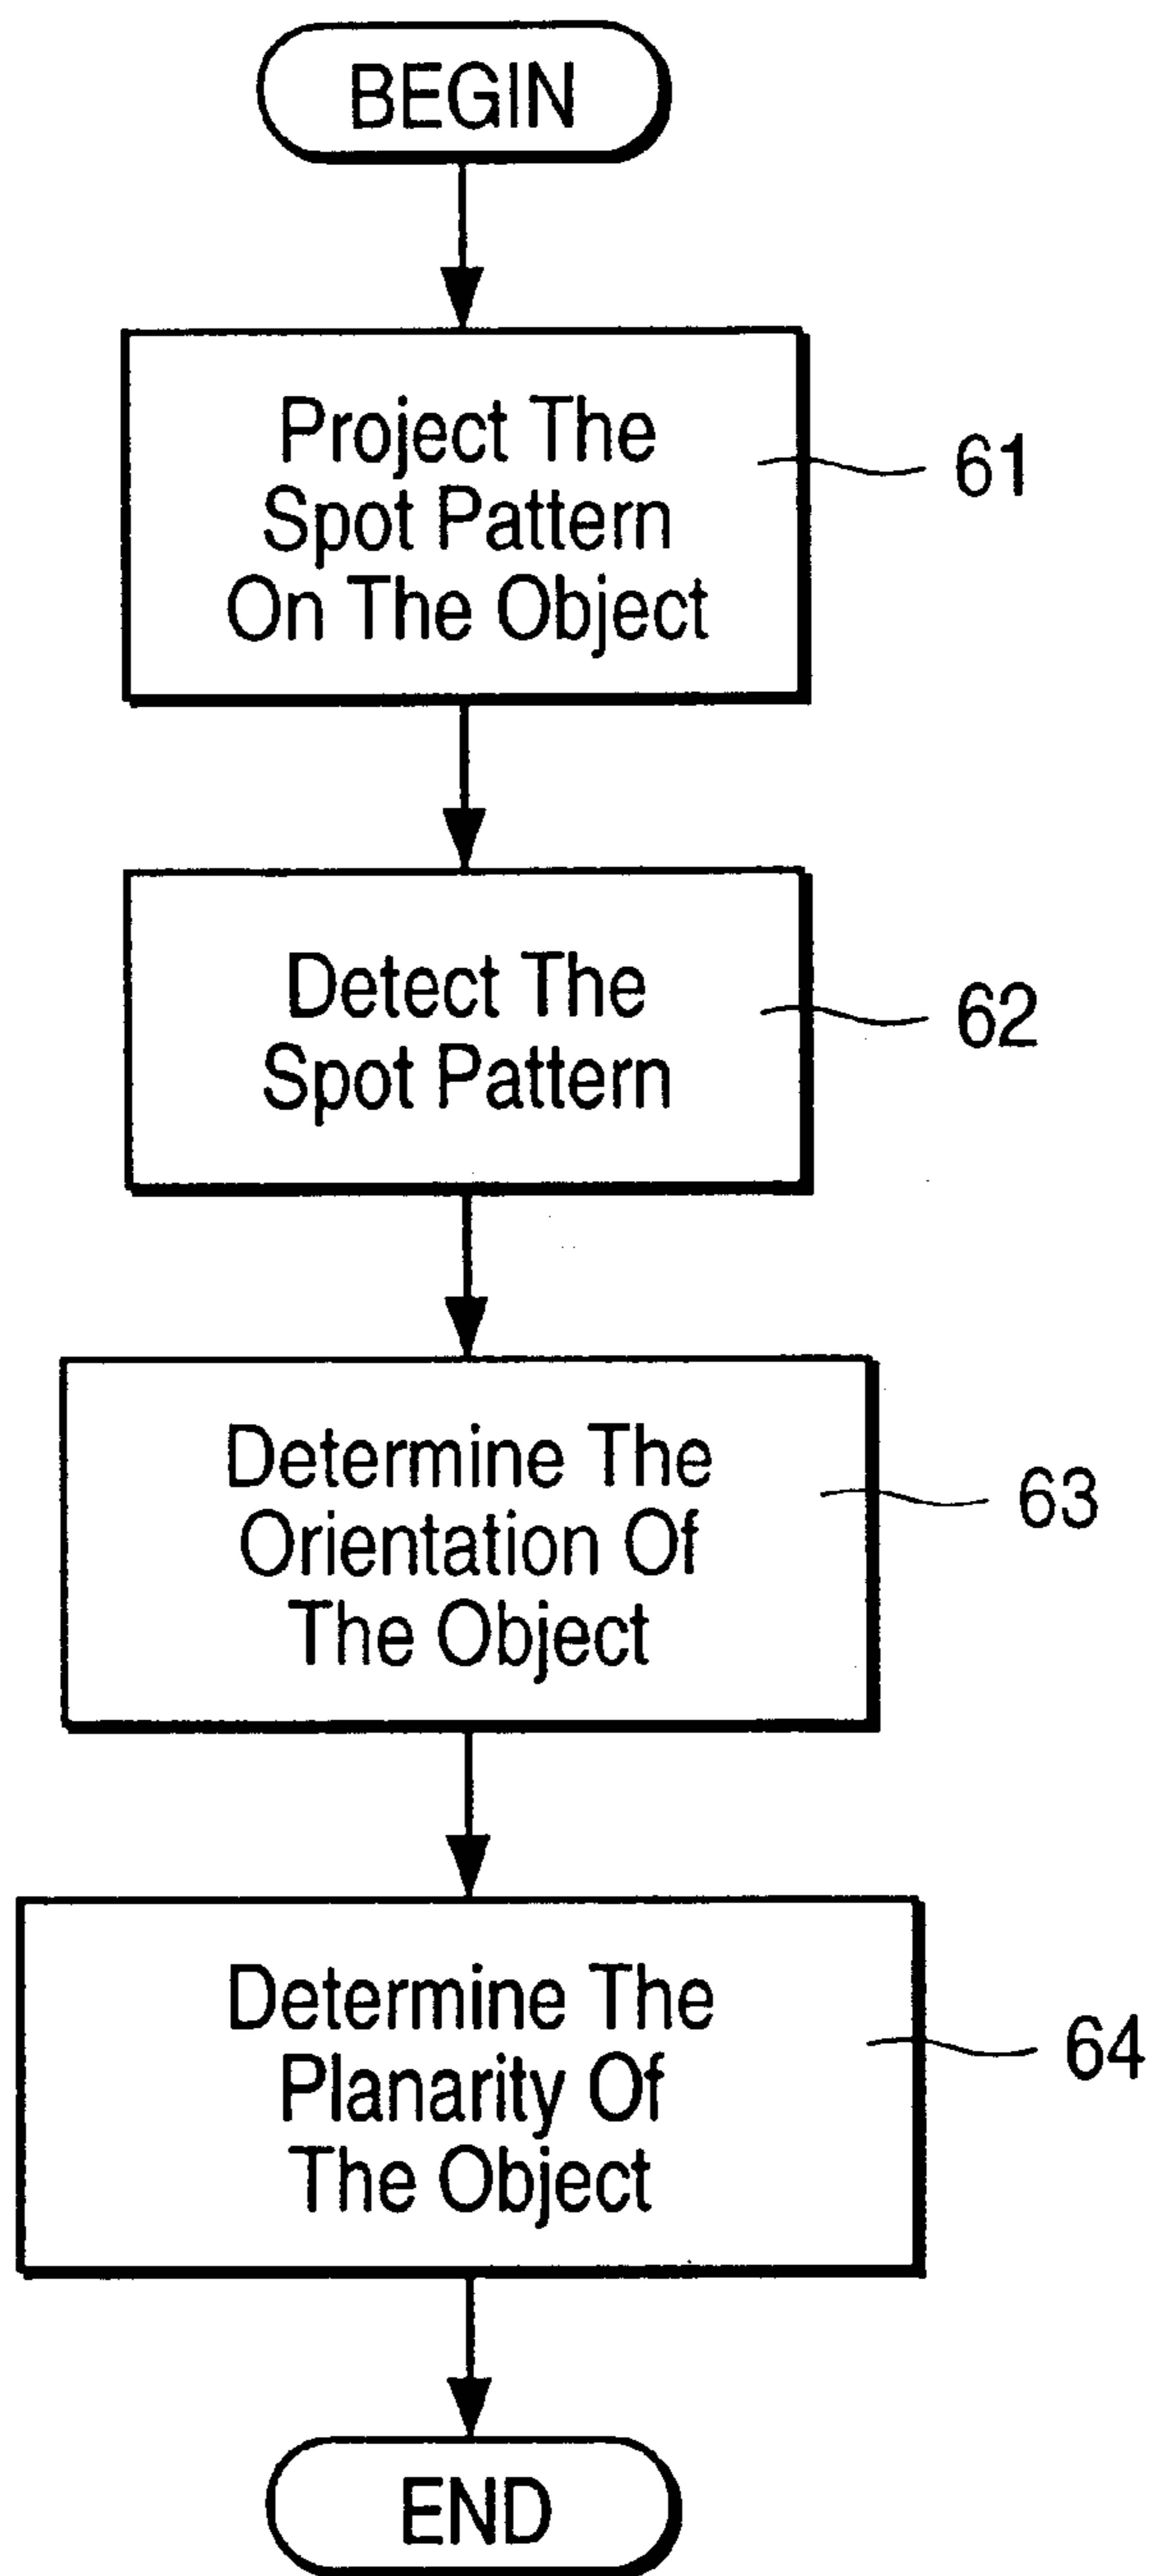 BEGIN
Project The
Spot Pattern
On The Object
61
Detect The
Spot Pattern
62
Determine The
Orientation Of
The Object
63
Determine The
Planarity Of
The Object
64
END